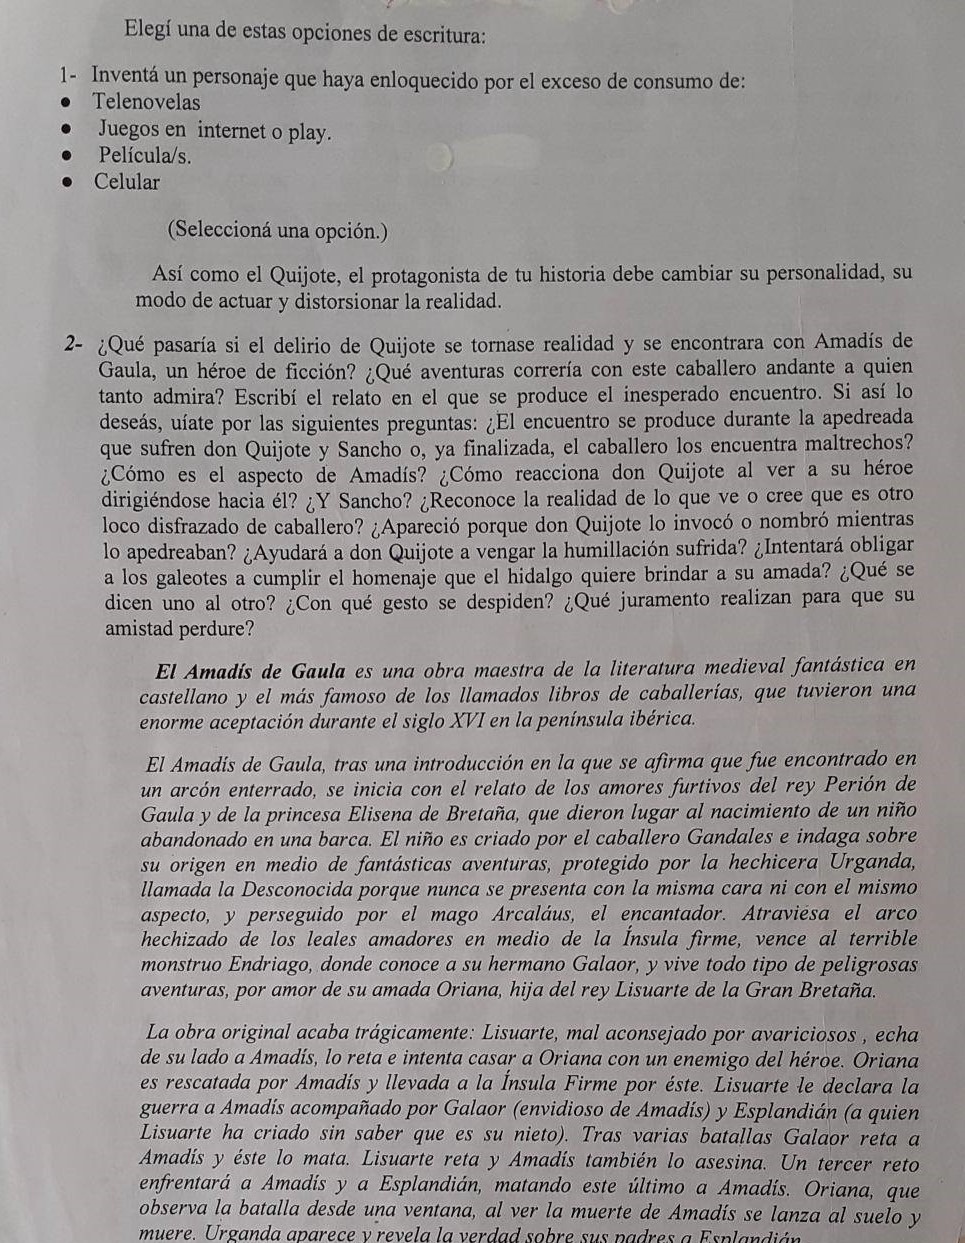 Elegí una de estas opciones de escritura:
1- Inventá un personaje que haya enloquecido por el exceso de consumo de:
• Telenovelas
• Juegos en internet o play.
• Película/s.
• Celular
(Seleccioná una opción.)
Así como el Quijote, el protagonista de tu historia debe cambiar su personalidad, su
modo de actuar y distorsionar la realidad.
2- ¿Qué pasaría si el delirio de Quijote se tornase realidad y se encontrara con Amadís de
Gaula, un héroe de ficción? ¿Qué aventuras correría con este caballero andante a quien
tanto admira? Escribí el relato en el que se produce el inesperado encuentro. Si así lo
deseás, uíate por las siguientes preguntas: ¿El encuentro se produce durante la apedreada
que sufren don Quijote y Sancho o, ya finalizada, el caballero los encuentra maltrechos?
¿Cómo es el aspecto de Amadís? ¿Cómo reacciona don Quijote al ver a su héroe
dirigiéndose hacia él? ¿Y Sancho? ¿Reconoce la realidad de lo que ve o cree que es otro
loco disfrazado de caballero? ¿Apareció porque don Quijote lo invocó o nombró mientras
lo apedreaban? ¿Ayudará a don Quijote a vengar la humillación sufrida? ¿Intentará obligar
a los galeotes a cumplir el homenaje que el hidalgo quiere brindar a su amada? ¿Qué se
dicen uno al otro? ¿Con qué gesto se despiden? ¿Qué juramento realizan para que su
amistad perdure?
El Amadís de Gaula es una obra maestra de la literatura medieval fantástica en
castellano y el más famoso de los llamados libros de caballerías, que tuvieron una
enorme aceptación durante el siglo XVI en la península ibérica.
El Amadís de Gaula, tras una introducción en la que se afirma que fue encontrado en
un arcón enterrado, se inicia con el relato de los amores furtivos del rey Perión de
Gaula y de la princesa Elisena de Bretaña, que dieron lugar al nacimiento de un niño
abandonado en una barca. El niño es criado por el caballero Gandales e indaga sobre
su origen en medio de fantásticas aventuras, protegido por la hechicera Urganda,
llamada la Desconocida porque nunca se presenta con la misma cara ni con el mismo
aspecto, y perseguido por el mago Arcaláus, el encantador. Atraviesa el arco
hechizado de los leales amadores en medio de la Ínsula firme, vence al terrible
monstruo Endriago, donde conoce a su hermano Galaor, y vive todo tipo de peligrosas
aventuras, por amor de su amada Oriana, hija del rey Lisuarte de la Gran Bretaña.
La obra original acaba trágicamente: Lisuarte, mal aconsejado por avariciosos , echa
de su lado a Amadís, lo reta e intenta casar a Oriana con un enemigo del héroe. Oriana
es rescatada por Amadís y llevada a la Ínsula Firme por éste. Lisuarte le declara la
guerra a Amadís acompañado por Galaor (envidioso de Amadís) y Esplandián (a quien
Lisuarte ha criado sin saber que es su nieto). Tras varias batallas Galaor reta a
Amadís y éste lo mata. Lisuarte reta y Amadís también lo asesina. Un tercer reto
enfrentará a Amadís y a Esplandián, matando este último a Amadís. Oriana, que
observa la batalla desde una ventana, al ver la muerte de Amadís se lanza al suelo y
muere. Urganda aparece y revela la verdad sobre sus padres a Esplandián